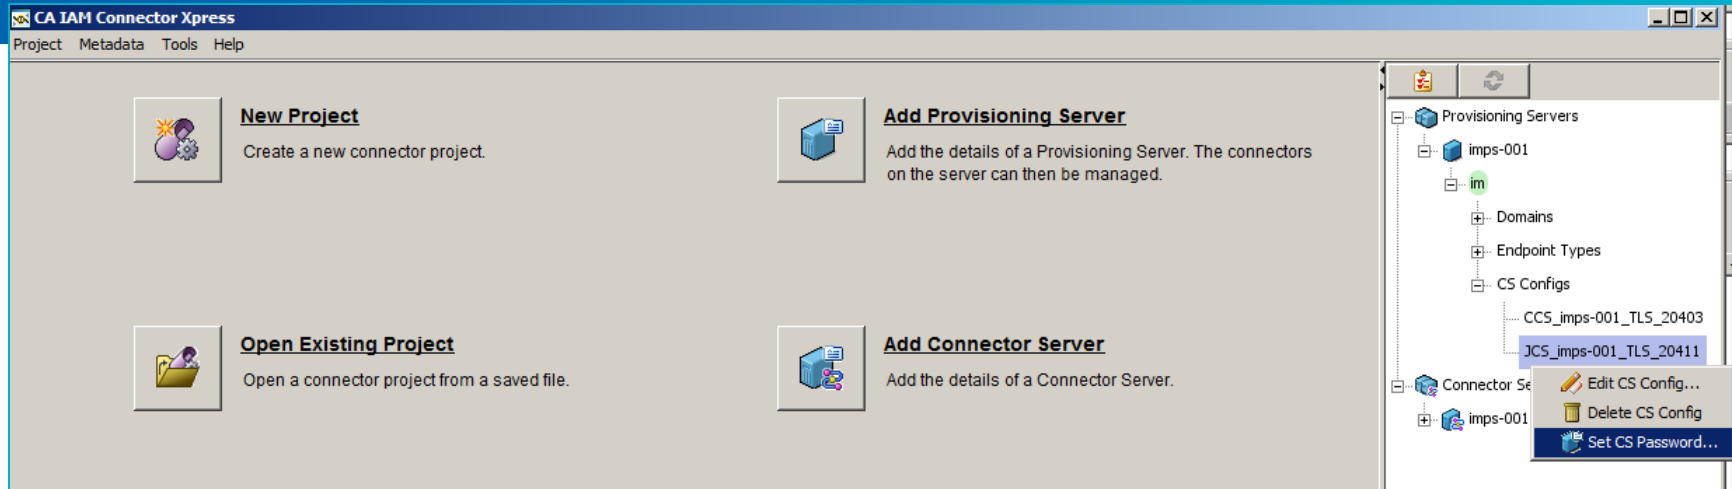 CA IAM Connector Xpress
Project Metadata Tools Help
New Project
Create a new connector project.
Add Provisioning Server
Add the details of a Provisioning Server. The connectors
on the server can then be managed.
Open Existing Project
Open a connector project from a saved file.
Add Connector Server
Add the details of a Connector Server.
Provisioning Servers
imps-001
im
Domains
Endpoint Types
CS Configs
CCS_imps-001_TLS_20403
JCS_imps-001_TLS_20411
Connector Se
imps-001
Edit CS Config...
Delete CS Config
Set CS Password...